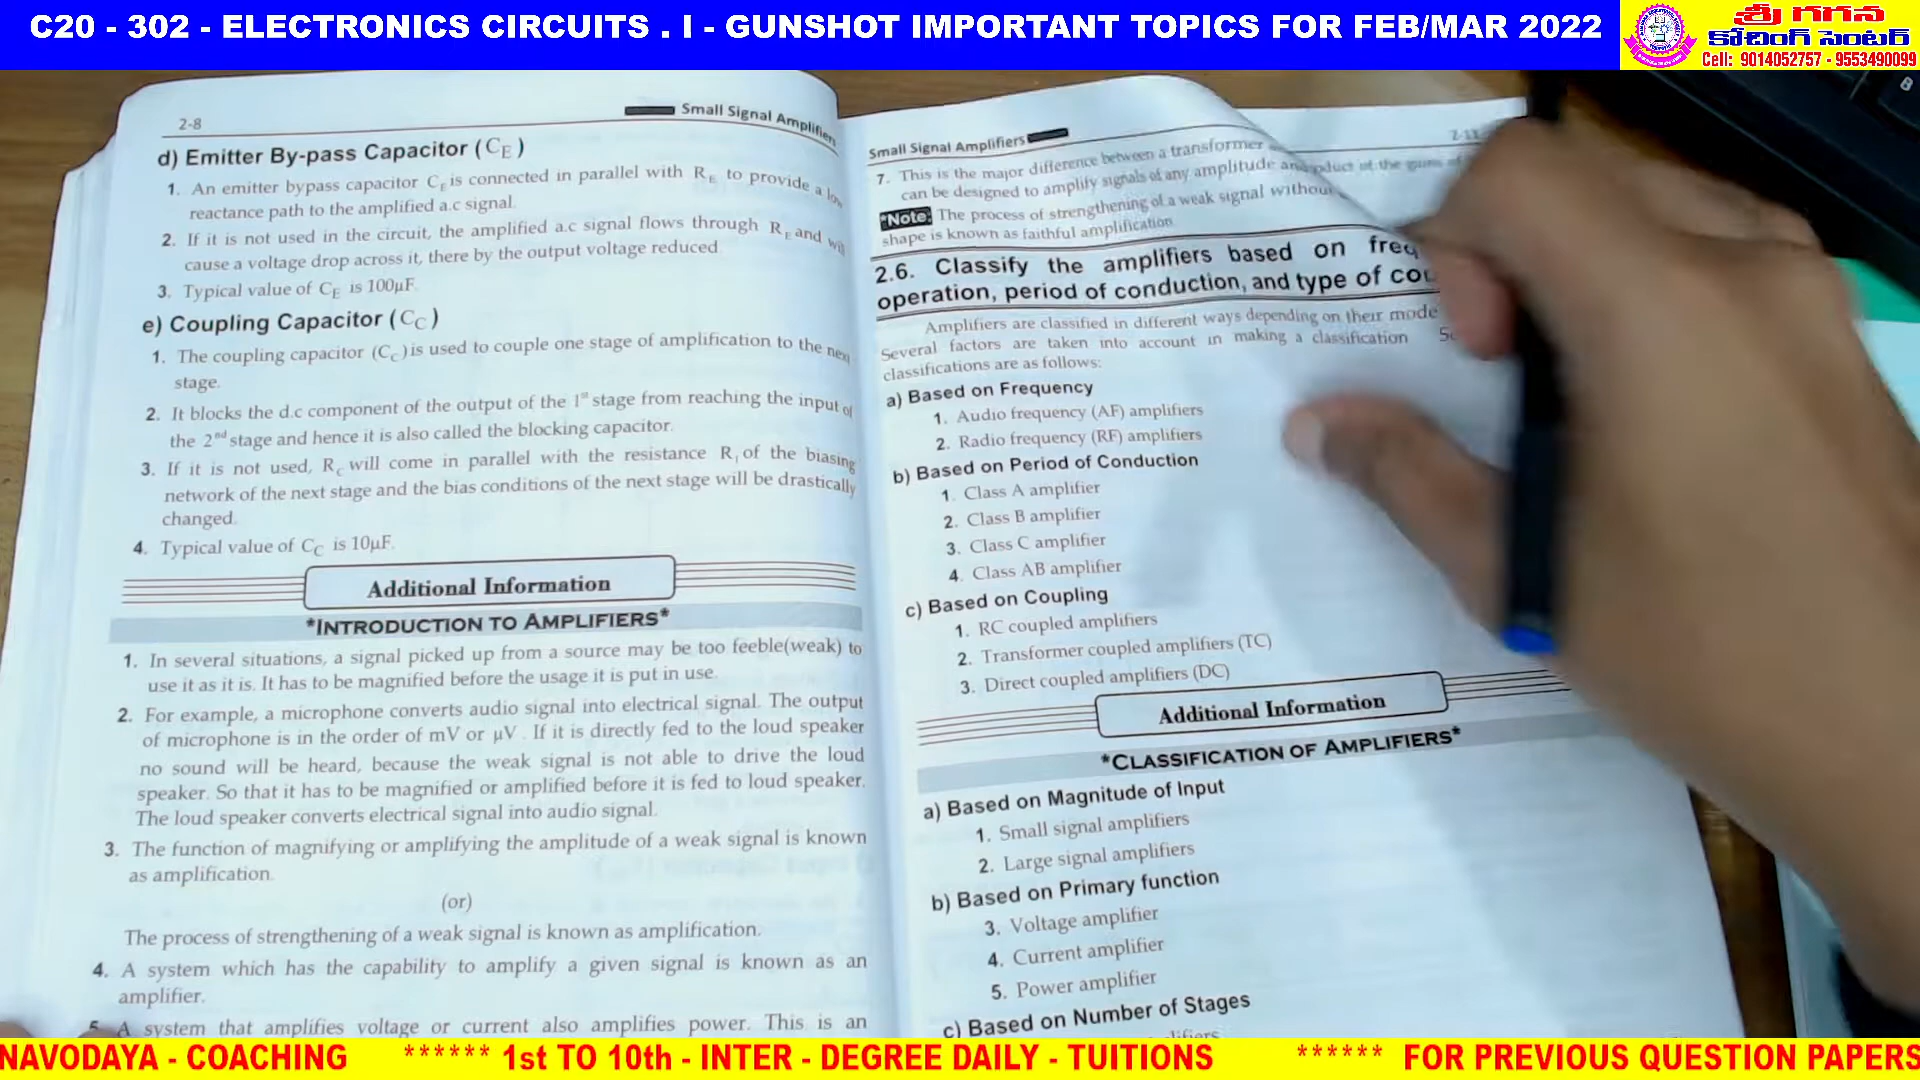 C20 - 302 - ELECTRONICS CIRCUITS . I - GUNSHOT IMPORTANT TOPICS FOR FEB/MAR 2022
శ్రీ గగన
కోచింగ్ సెంటర్
Cell: 9014052757 - 9553490099
2-8
Small Signal Amplifiers
d) Emitter By-pass Capacitor (CE)
1. An emitter bypass capacitor CE is connected in parallel with RE to provide a low
reactance path to the amplified a.c signal.
2. If it is not used in the circuit, the amplified a.c signal flows through RE and will
cause a voltage drop across it, there by the output voltage reduced.
3. Typical value of CE is 100μF.
e) Coupling Capacitor (CC)
1. The coupling capacitor (CC) is used to couple one stage of amplification to the next
stage.
2. It blocks the d.c component of the output of the 1st stage from reaching the input of
the 2nd stage and hence it is also called the blocking capacitor.
3. If it is not used, RC will come in parallel with the resistance R1 of the biasing
network of the next stage and the bias conditions of the next stage will be drastically
changed.
4. Typical value of CC is 10μF.
Additional Information
*INTRODUCTION TO AMPLIFIERS*
1. In several situations, a signal picked up from a source may be too feeble(weak) to
use it as it is. It has to be magnified before the usage it is put in use.
2. For example, a microphone converts audio signal into electrical signal. The output
of microphone is in the order of mV or μV . If it is directly fed to the loud speaker
no sound will be heard, because the weak signal is not able to drive the loud
speaker. So that it has to be magnified or amplified before it is fed to loud speaker.
The loud speaker converts electrical signal into audio signal.
3. The function of magnifying or amplifying the amplitude of a weak signal is known
as amplification.
(or)
The process of strengthening of a weak signal is known as amplification.
4. A system which has the capability to amplify a given signal is known as an
amplifier.
5. A system that amplifies voltage or current also amplifies power. This is an
Small Signal Amplifiers
2-11
7. This is the major difference between a transformer
can be designed to amplify signals of any amplitude
*Note: The process of strengthening of a weak signal without
shape is known as faithful amplification
2.6. Classify the amplifiers based on freq
operation, period of conduction, and type of cou
Amplifiers are classified in different ways depending on their mode
Several factors are taken into account in making a classification
classifications are as follows:
a) Based on Frequency
1. Audio frequency (AF) amplifiers
2. Radio frequency (RF) amplifiers
b) Based on Period of Conduction
1. Class A amplifier
2. Class B amplifier
3. Class C amplifier
4. Class AB amplifier
c) Based on Coupling
1. RC coupled amplifiers
2. Transformer coupled amplifiers (TC)
3. Direct coupled amplifiers (DC)
Additional Information
*CLASSIFICATION OF AMPLIFIERS*
a) Based on Magnitude of Input
1. Small signal amplifiers
2. Large signal amplifiers
b) Based on Primary function
3. Voltage amplifier
4. Current amplifier
5. Power amplifier
c) Based on Number of Stages
NAVODAYA - COACHING ****** 1st TO 10th - INTER - DEGREE DAILY - TUITIONS ****** FOR PREVIOUS QUESTION PAPERS